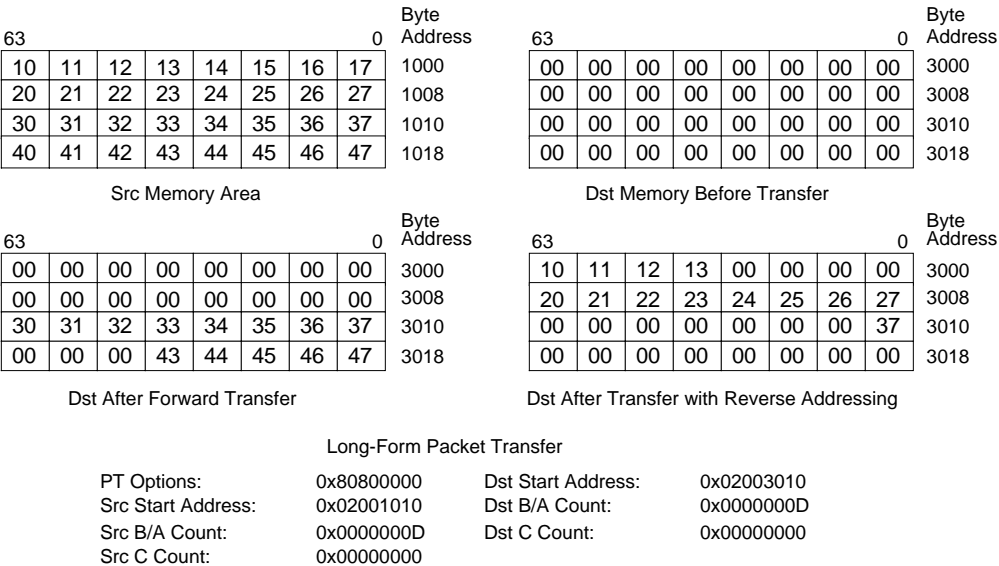 Byte Byte
63 0 Address 63 0 Address
10 11 12 13 14 15 16 17 1000 00 00 00 00 00 00 00 00 3000
20 21 22 23 24 25 26 27 1008 00 00 00 00 00 00 00 00 3008
30 31 32 33 34 35 36 37 1010 00 00 00 00 00 00 00 00 3010
40 41 42 43 44 45 46 47 1018 00 00 00 00 00 00 00 00 3018
Src Memory Area Dst Memory Before Transfer
Byte Byte
63 0 Address 63 0 Address
00 00 00 00 00 00 00 00 3000 10 11 12 13 00 00 00 00 3000
00 00 00 00 00 00 00 00 3008 20 21 22 23 24 25 26 27 3008
30 31 32 33 34 35 36 37 3010 00 00 00 00 00 00 00 37 3010
00 00 00 43 44 45 46 47 3018 00 00 00 00 00 00 00 00 3018
Dst After Forward Transfer Dst After Transfer with Reverse Addressing
Long-Form Packet Transfer
PT Options: 0x80800000 Dst Start Address: 0x02003010
Src Start Address: 0x02001010 Dst B/A Count: 0x0000000D
Src B/A Count: 0x0000000D Dst C Count: 0x00000000
Src C Count: 0x00000000